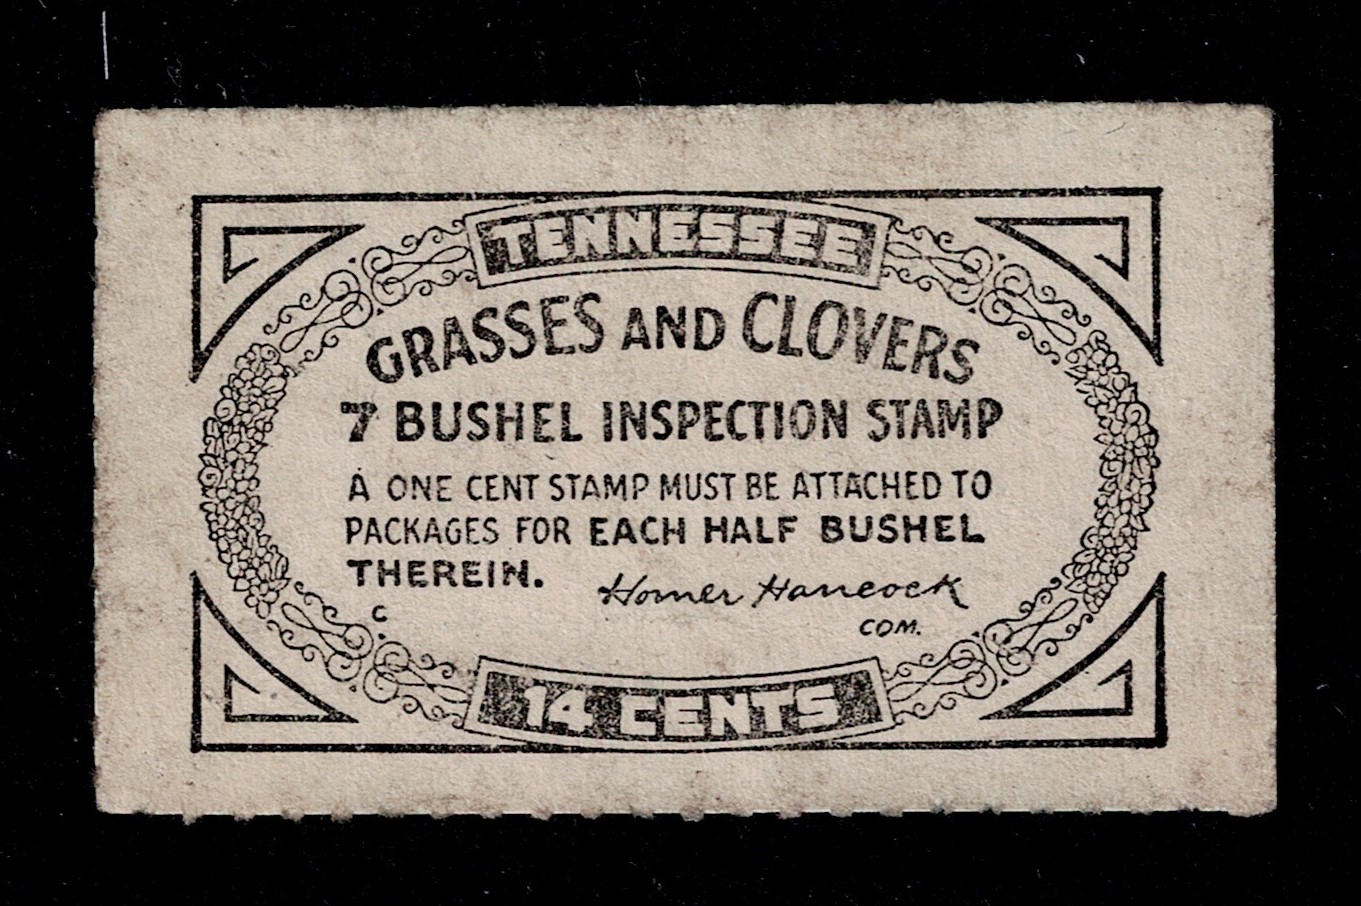 TENNESSEE
GRASSES AND CLOVERS
7 BUSHEL INSPECTION STAMP
A ONE CENT STAMP MUST BE ATTACHED TO
PACKAGES FOR EACH HALF BUSHEL
THEREIN.
Homer Hancock
C
COM.
14 CENTS